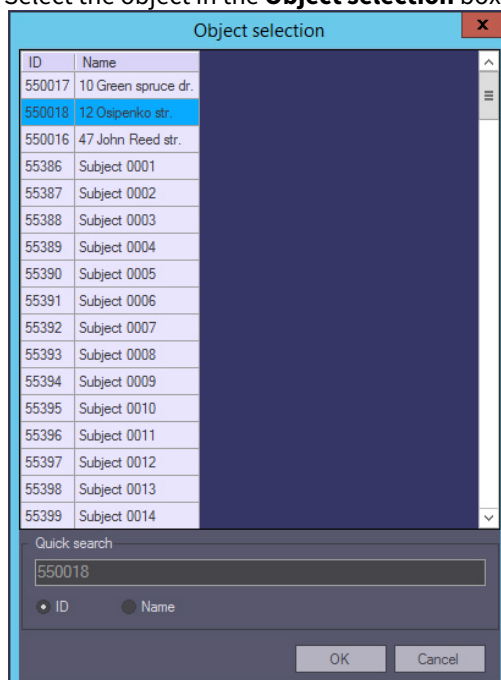 Select the object in the Object selection box
Object selection x
ID Name
550017 10 Green spruce dr.
550018 12 Osipenko str.
550016 47 John Reed str.
55386 Subject 0001
55387 Subject 0002
55388 Subject 0003
55389 Subject 0004
55390 Subject 0005
55391 Subject 0006
55392 Subject 0007
55393 Subject 0008
55394 Subject 0009
55395 Subject 0010
55396 Subject 0011
55397 Subject 0012
55398 Subject 0013
55399 Subject 0014
Quick search
550018
ID Name
OK Cancel